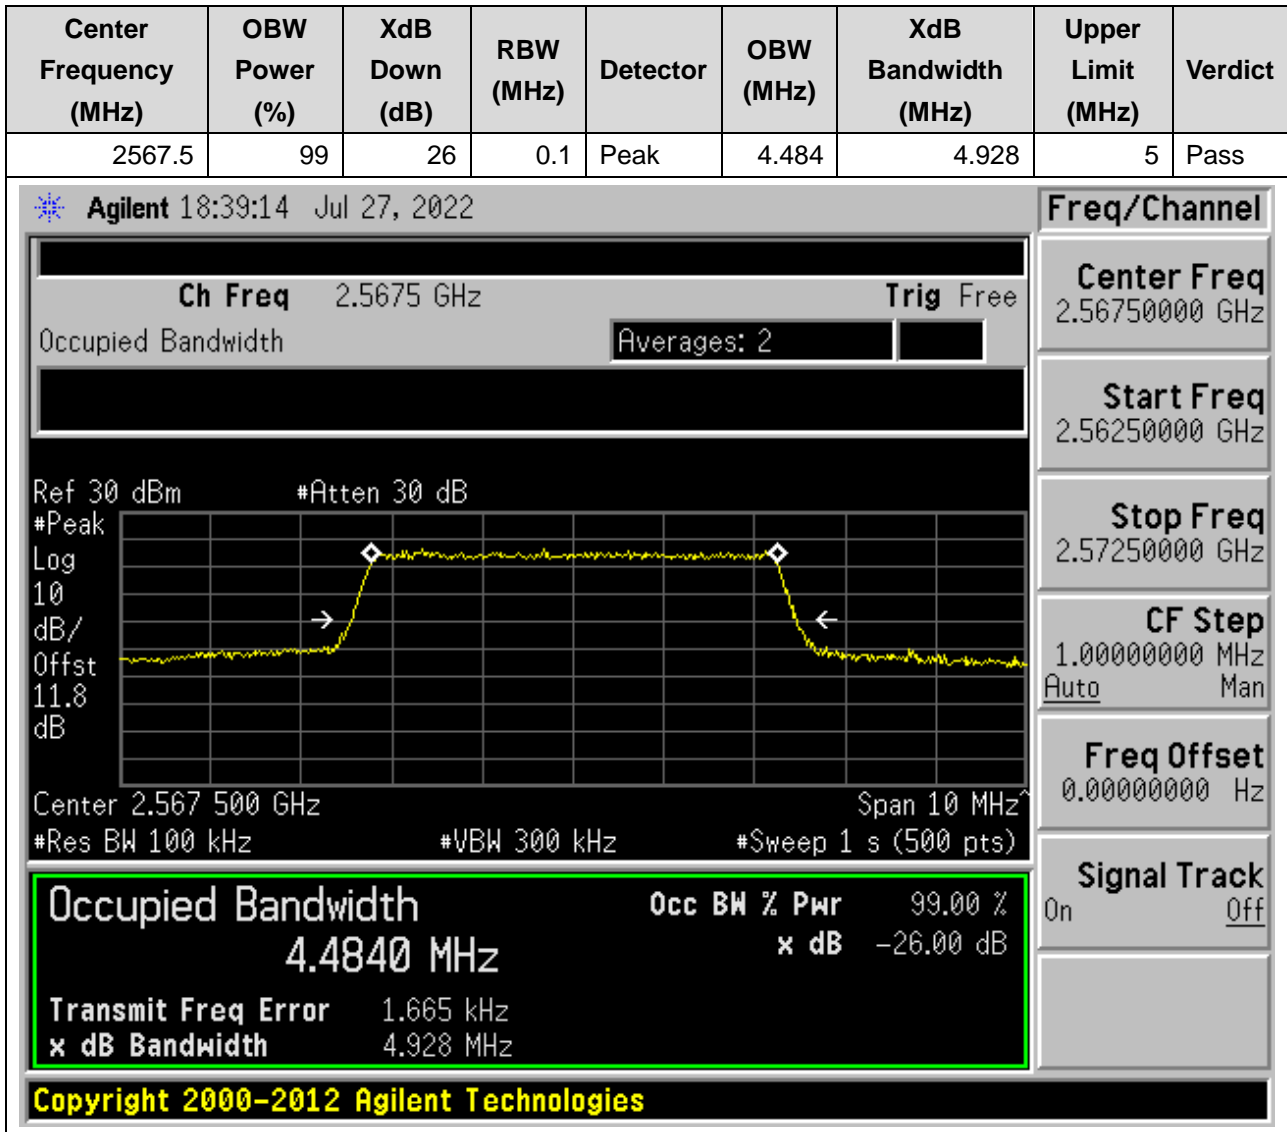 Center Frequency (MHz) OBW Power (%) XdB Down (dB) RBW (MHz) Detector OBW (MHz) XdB Bandwidth (MHz) Upper Limit (MHz) Verdict
2567.5 99 26 0.1 Peak 4.484 4.928 5 Pass
Agilent 18:39:14 Jul 27, 2022
Freq/Channel
Ch Freq 2.5675 GHz Trig Free
Occupied Bandwidth Averages: 2
Center Freq
2.56750000 GHz
Start Freq
2.56250000 GHz
Stop Freq
2.57250000 GHz
CF Step
1.00000000 MHz
Auto Man
Freq Offset
0.00000000 Hz
Signal Track
On Off
Ref 30 dBm #Atten 30 dB
#Peak
Log
10
dB/
Offst
11.8
dB
Center 2.567 500 GHz Span 10 MHz^
#Res BW 100 kHz #VBW 300 kHz #Sweep 1 s (500 pts)
Occupied Bandwidth Occ BW % Pwr 99.00 %
4.4840 MHz x dB -26.00 dB
Transmit Freq Error 1.665 kHz
x dB Bandwidth 4.928 MHz
Copyright 2000-2012 Agilent Technologies